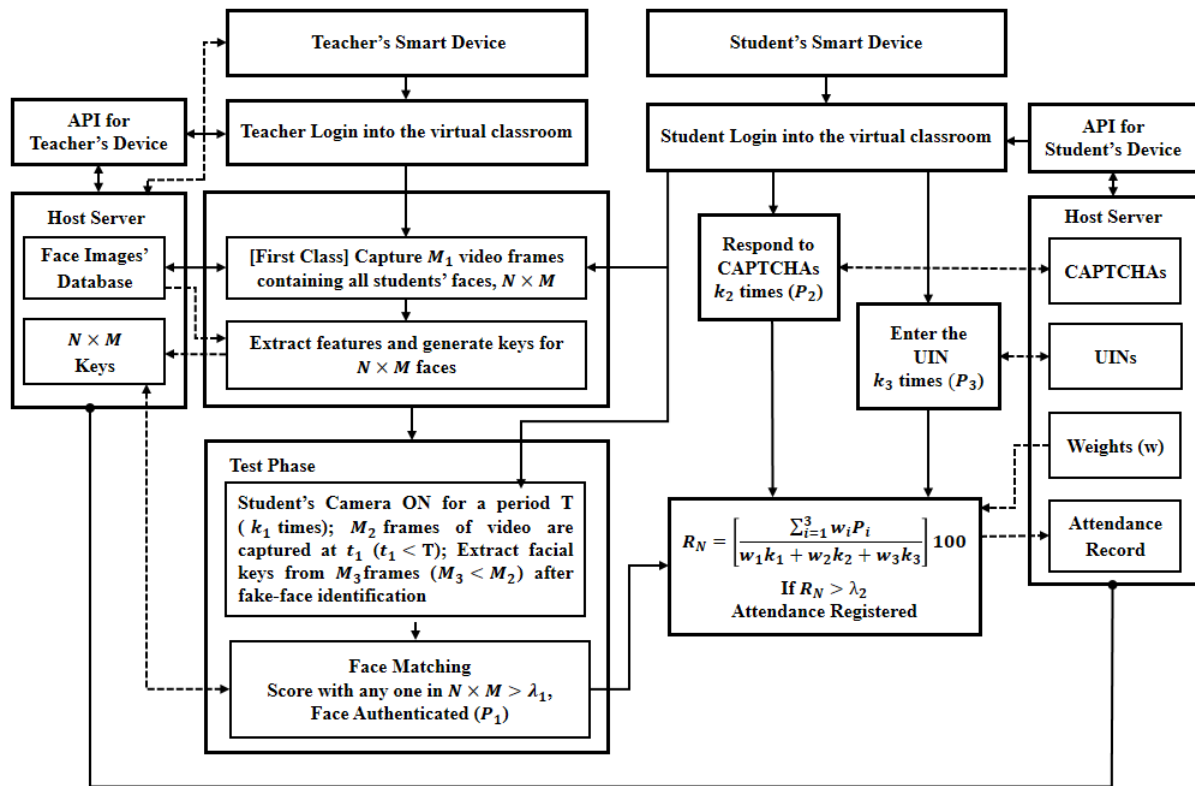 Teacher's Smart Device
Student's Smart Device
API for
Teacher's Device
Teacher Login into the virtual classroom
Student Login into the virtual classroom
API for
Student's Device
Host Server
Face Images'
Database
N × M
Keys
[First Class] Capture M₁ video frames
containing all students' faces, N × M
Extract features and generate keys for
N × M faces
Respond to
CAPTCHAs
k₂ times (P₂)
Enter the
UIN
k₃ times (P₃)
Host Server
CAPTCHAs
UINs
Weights (w)
Attendance
Record
Test Phase
Student's Camera ON for a period T
( k₁ times); M₂ frames of video are
captured at t₁ (t₁ < T); Extract facial
keys from M₃ frames (M₃ < M₂) after
fake-face identification
Face Matching
Score with any one in N × M > λ₁,
Face Authenticated (P₁)
R_N = [ ∑_{i=1}^{3} w_i P_i / (w₁k₁ + w₂k₂ + w₃k₃) ] 100
If R_N > λ₂
Attendance Registered